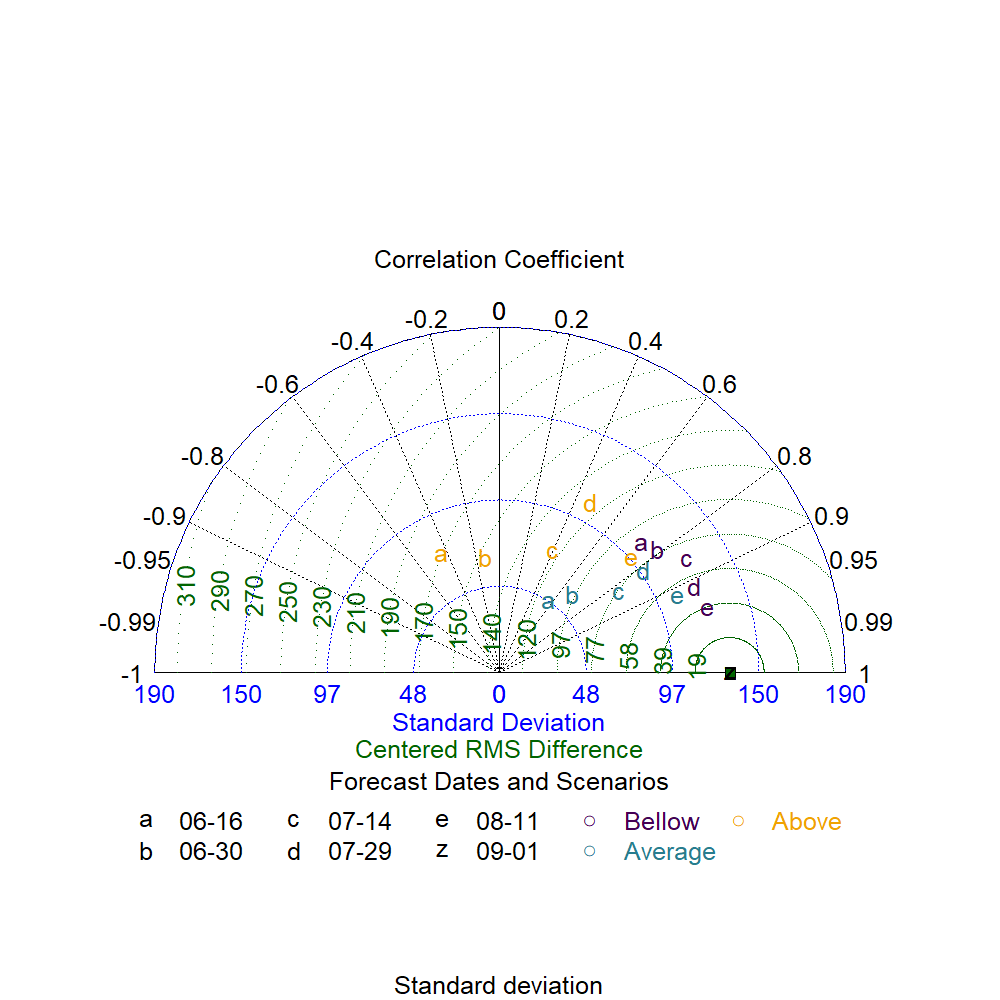 Correlation Coefficient
0
-0.2 0.2
-0.4 0.4
-0.6 0.6
-0.8 0.8
-0.9 0.9
-0.95 0.95
-0.99 0.99
-1 1
d
a b c e a b c
d d
a b c e e
310 290 270 250 230 210 190 170 150 140 120 97 77 58 39 19
z
190 150 97 48 0 48 97 150 190
Standard Deviation
Centered RMS Difference
Forecast Dates and Scenarios
a 06-16 c 07-14 e 08-11 Bellow Above
b 06-30 d 07-29 z 09-01 Average
Standard deviation